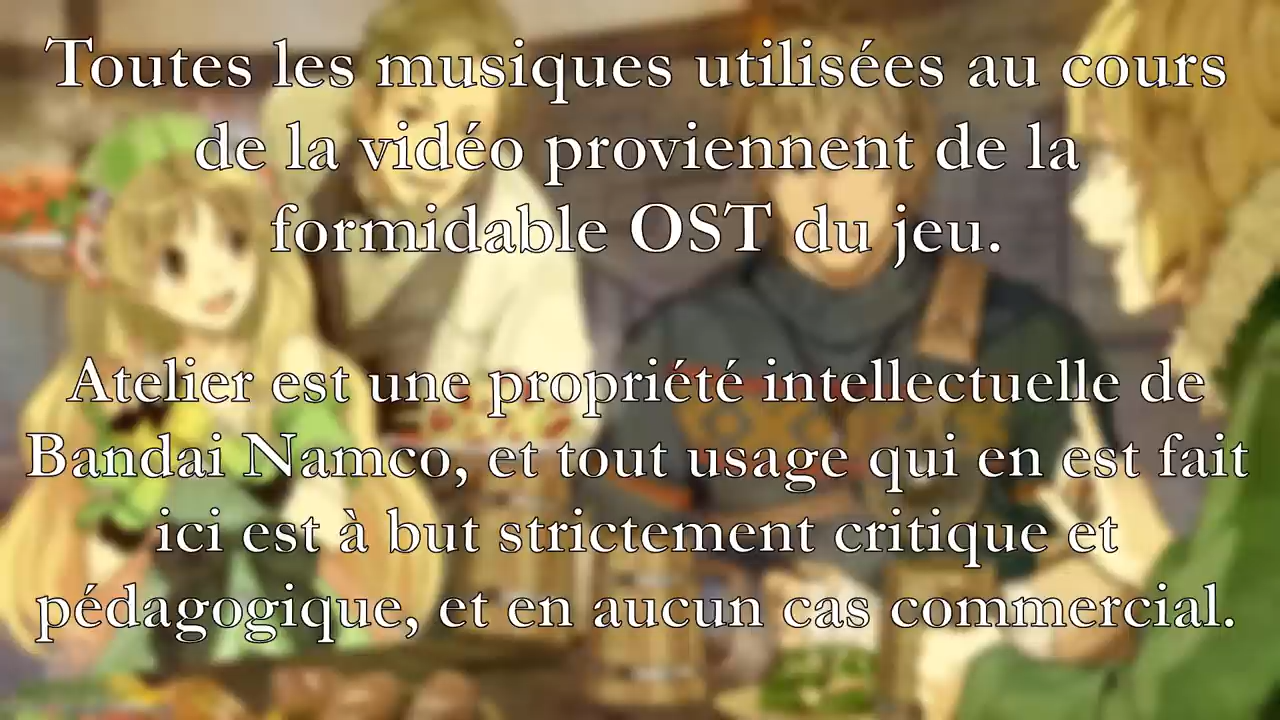 Toutes les musiques utilisées au cours
de la vidéo proviennent de la
formidable OST du jeu.
Atelier est une propriété intellectuelle de
Bandai Namco, et tout usage qui en est fait
ici est à but strictement critique et
pédagogique, et en aucun cas commercial.